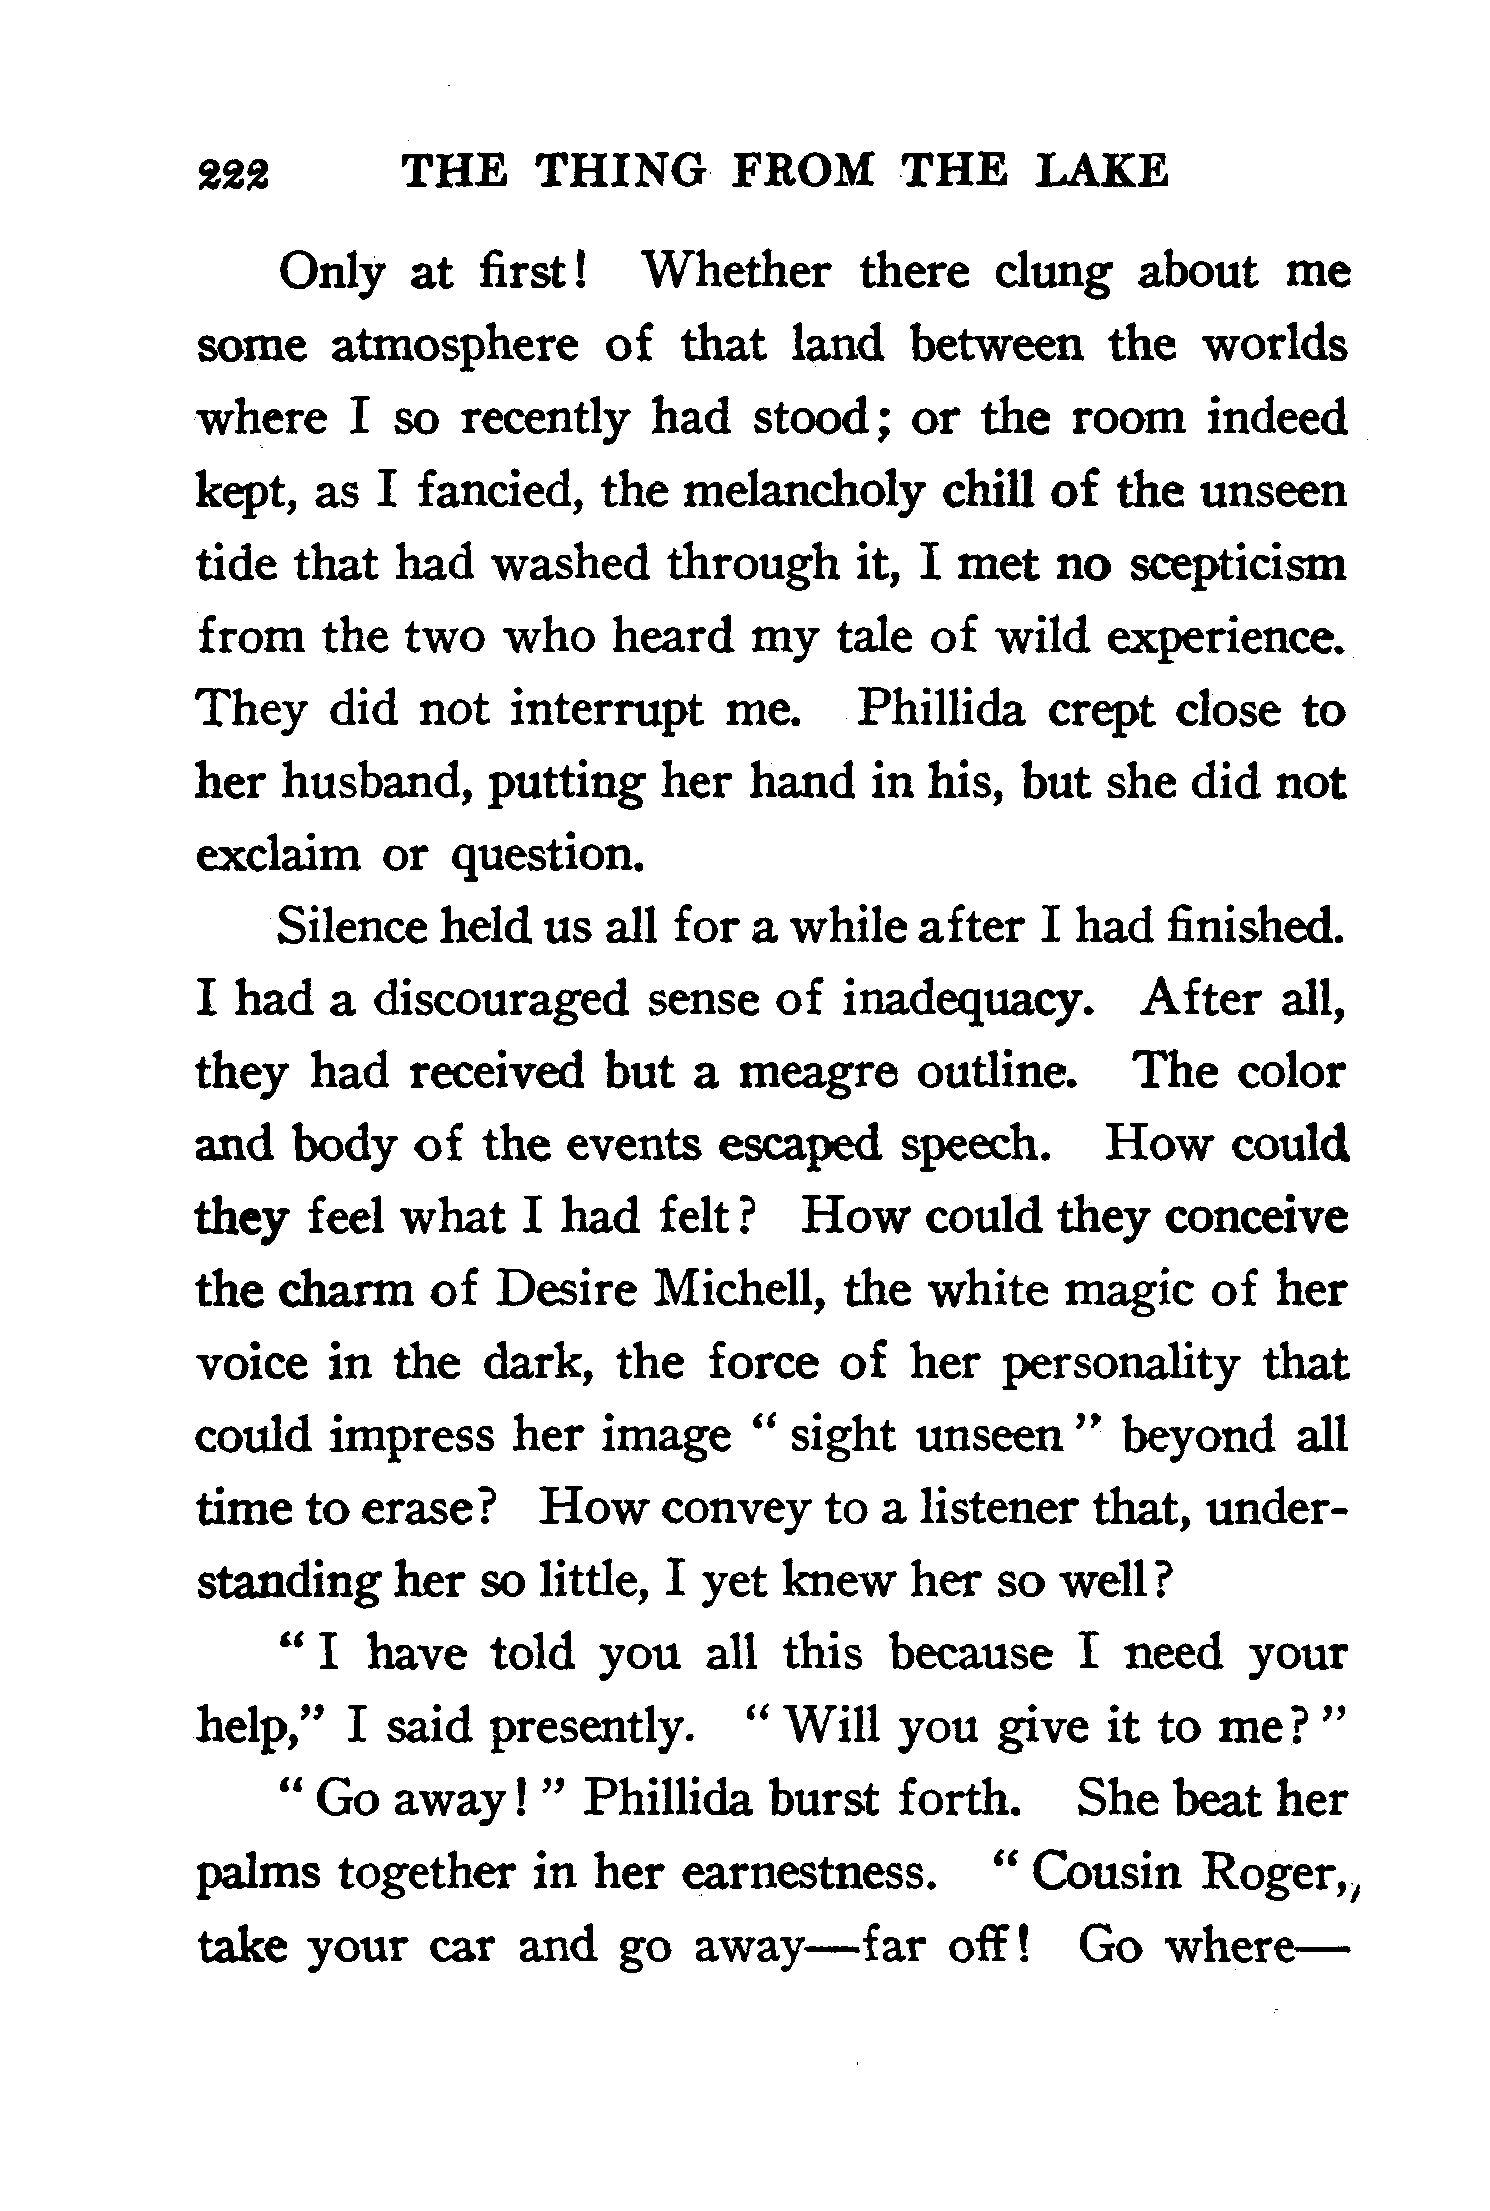 222 THE THING FROM THE LAKE
Only at first! Whether there clung about me
some atmosphere of that land between the worlds
where I so recently had stood; or the room indeed
kept, as I fancied, the melancholy chill of the unseen
tide that had washed through it, I met no scepticism
from the two who heard my tale of wild experience.
They did not interrupt me. Phillida crept close to
her husband, putting her hand in his, but she did not
exclaim or question.
Silence held us all for a while after I had finished.
I had a discouraged sense of inadequacy. After all,
they had received but a meagre outline. The color
and body of the events escaped speech. How could
they feel what I had felt? How could they conceive
the charm of Desire Michell, the white magic of her
voice in the dark, the force of her personality that
could impress her image “ sight unseen ” beyond all
time to erase? How convey to a listener that, under-
standing her so little, I yet knew her so well?
“ I have told you all this because I need your
help,” I said presently. “ Will you give it to me? ”
“ Go away! ” Phillida burst forth. She beat her
palms together in her earnestness. “ Cousin Roger,
take your car and go away—far off! Go where—